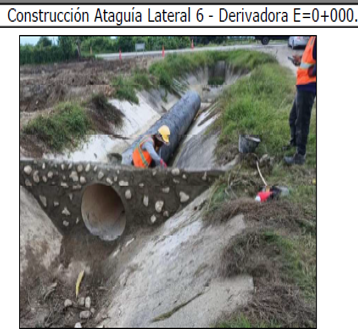 Construcción Ataguía Lateral 6 - Derivadora E=0+000.